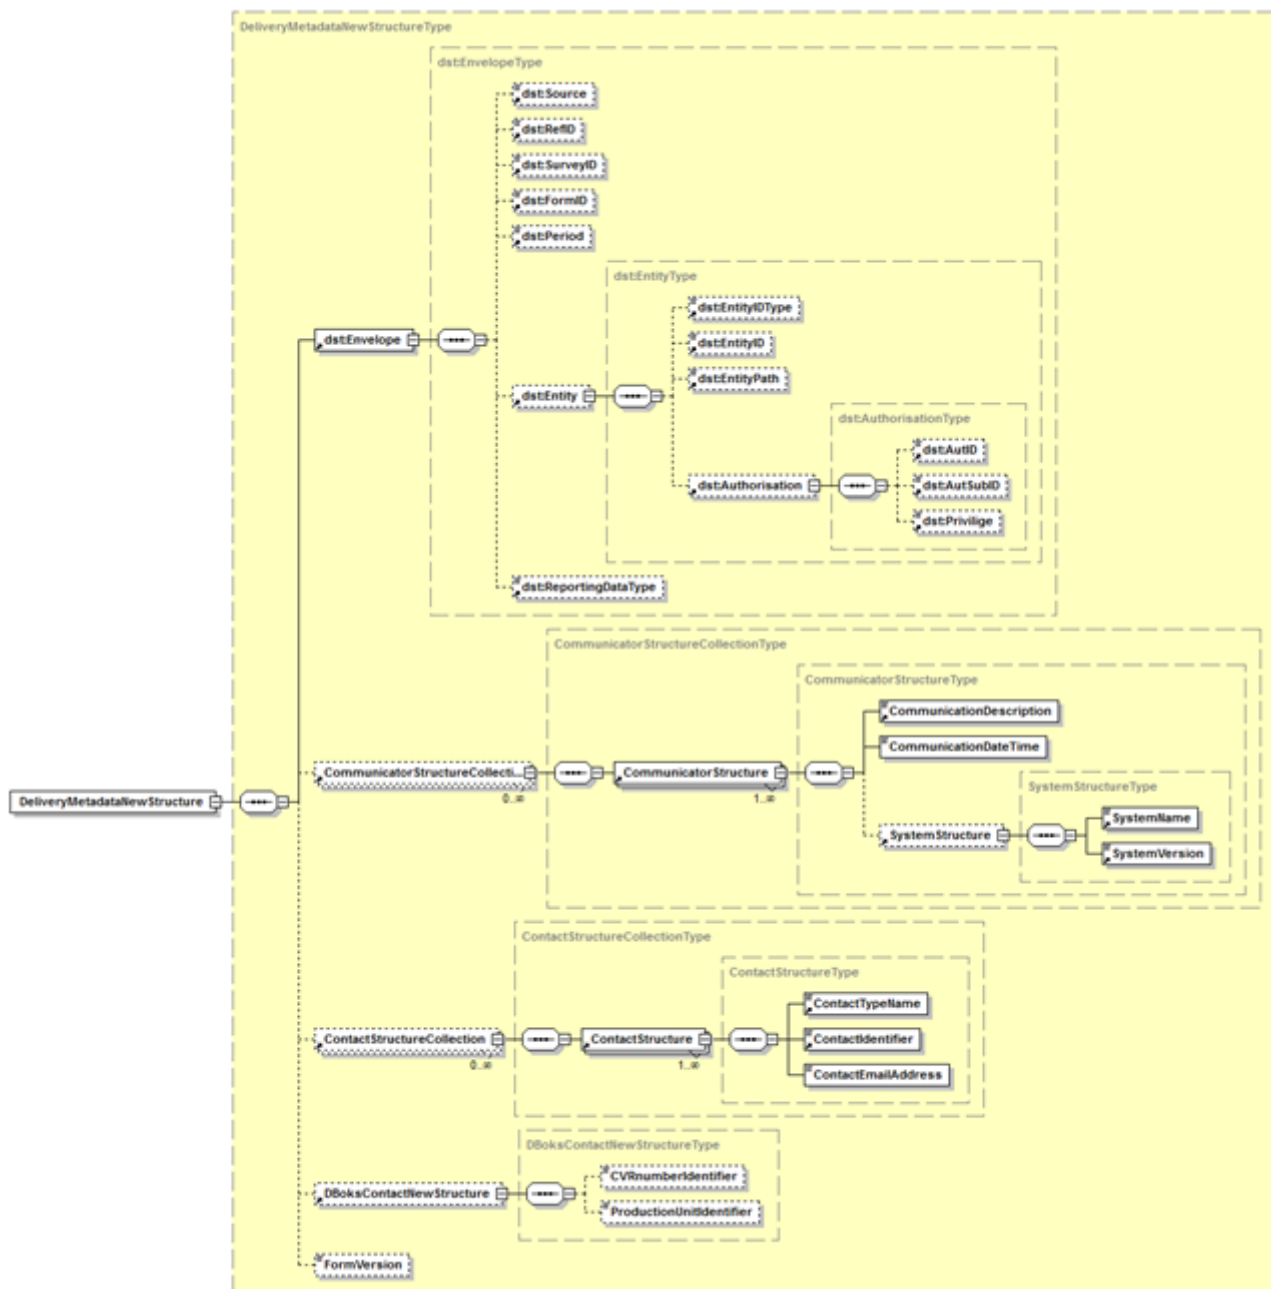 DeliveryMetadataNewStructureType
dst:EnvelopeType
dst:Source
dst:RefID
dst:SurveyID
dst:FormID
dst:Period
dst:EntityType
dst:EntityIDType
dst:Envelope
dst:EntityID
dst:EntityPath
dst:Entity
dst:AuthorisationType
dst:AutID
dst:Authorisation
dst:AutSubID
dst:Privilige
dst:ReportingDataType
CommunicatorStructureCollectionType
CommunicatorStructureType
CommunicationDescription
CommunicationDateTime
CommunicatorStructureCollecti...
CommunicatorStructure
0..∞
1..∞
SystemStructureType
DeliveryMetadataNewStructure
SystemName
SystemStructure
SystemVersion
ContactStructureCollectionType
ContactStructureType
ContactTypeName
ContactStructureCollection
ContactStructure
ContactIdentifier
0..∞
1..∞
ContactEmailAddress
DBoksContactNewStructureType
CVRnumberIdentifier
DBoksContactNewStructure
ProductionUnitIdentifier
FormVersion